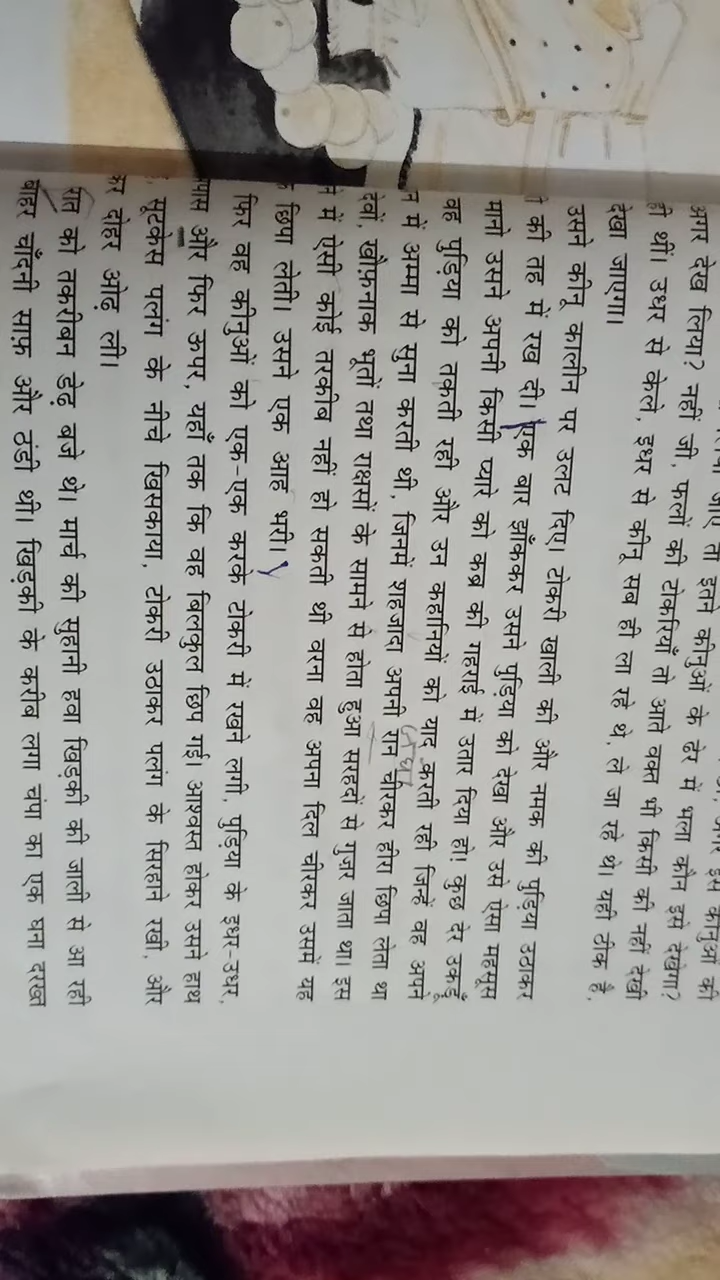 इतने कीनुओं के ढेर में भला कौन इसे देखेगा?
अगर देख लिया? नहीं जी, फलों की टोकरियाँ तो आते वक्त भी किसी की नहीं देखी
ही थीं। उधर से केले, इधर से कीनू सब ही ला रहे थे, ले जा रहे थे। यही ठीक है,
देखा जाएगा।
उसने कीनू कालीन पर उलट दिए। टोकरी खाली की और नमक की पुड़िया उठाकर
की तह में रख दी। एक बार झाँककर उसने पुड़िया को देखा और उसे ऐसा महसूस
मानो उसने अपनी किसी प्यारे को कब्र की गहराई में उतार दिया हो! कुछ देर उकड़ूँ
वह पुड़िया को तकती रही और उन कहानियों को याद करती रही जिन्हें वह अपने
में अम्मा से सुना करती थी, जिनमें शहज़ादा अपनी रान चीरकर हीरा छिपा लेता था
देवों, खौफ़नाक भूतों तथा राक्षसों के सामने से होता हुआ सरहदों से गुज़र जाता था। इस
में ऐसी कोई तरकीब नहीं हो सकती थी वरना वह अपना दिल चीरकर उसमें यह
छिपा लेती। उसने एक आह भरी।
फिर वह कीनुओं को एक-एक करके टोकरी में रखने लगी, पुड़िया के इधर-उधर,
पास और फिर ऊपर, यहाँ तक कि वह बिलकुल छिप गई। आश्वस्त होकर उसने हाथ
सूटकेस पलंग के नीचे खिसकाया, टोकरी उठाकर पलंग के सिरहाने रखी, और
कर दोहर ओढ़ ली।
रात को तकरीबन डेढ़ बजे थे। मार्च की सुहानी हवा खिड़की की जाली से आ रही
बाहर चाँदनी साफ़ और ठंडी थी। खिड़की के करीब लगा चंपा का एक घना दरख्त